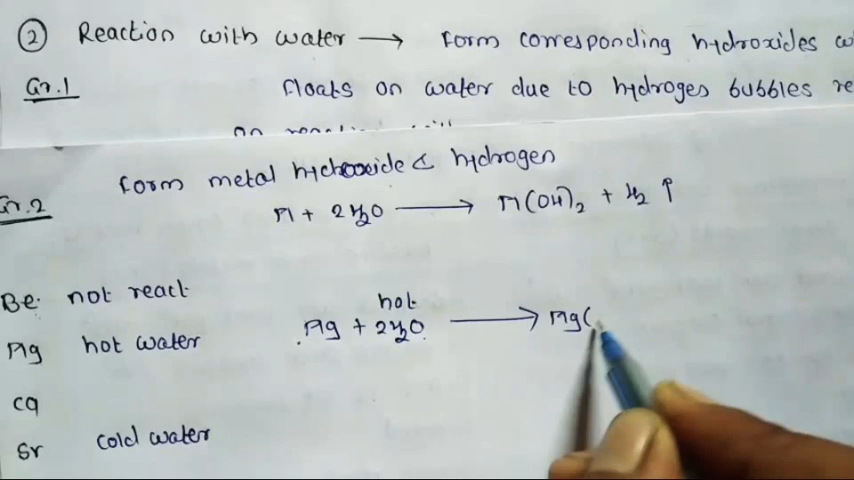 ② Reaction with water → form corresponding hydroxides
Gr.1 floats on water due to hydroges bubbles
on
form metal hydroxide & hydrogen
Gr.2 M + 2H₂O → M(OH)₂ + H₂ ↑
Be. not react
hot
Mg hot water Mg + 2H₂O → Mg(
ca
Sr cold water